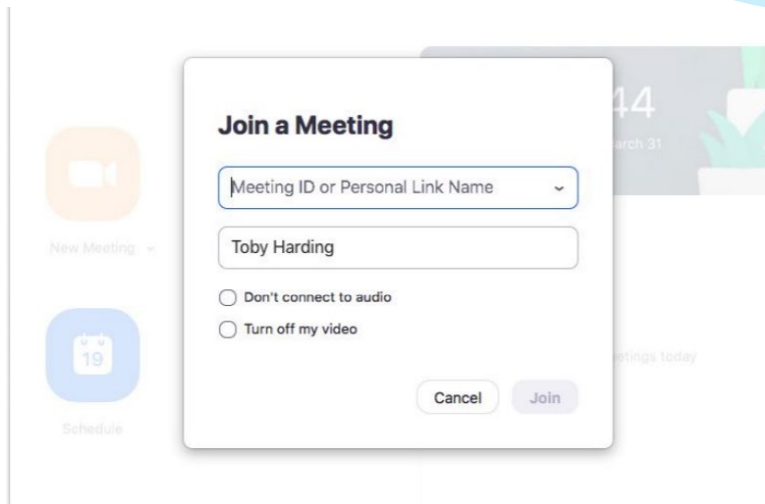 44
arch 31
Join a Meeting
Meeting ID or Personal Link Name
Toby Harding
Don't connect to audio
Turn off my video
Cancel
Join
New Meeting
19
Schedule
etings today